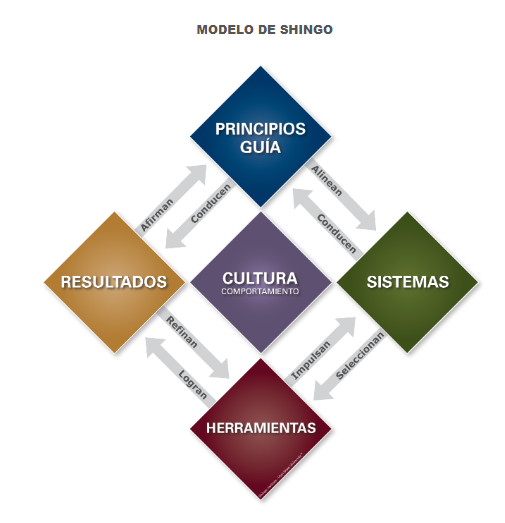 MODELO DE SHINGO
PRINCIPIOS
GUÍA
Afirman
Conducen
Alinean
Conducen
RESULTADOS
CULTURA
COMPORTAMIENTO
SISTEMAS
Refinan
Logran
Impulsan
Seleccionan
HERRAMIENTAS